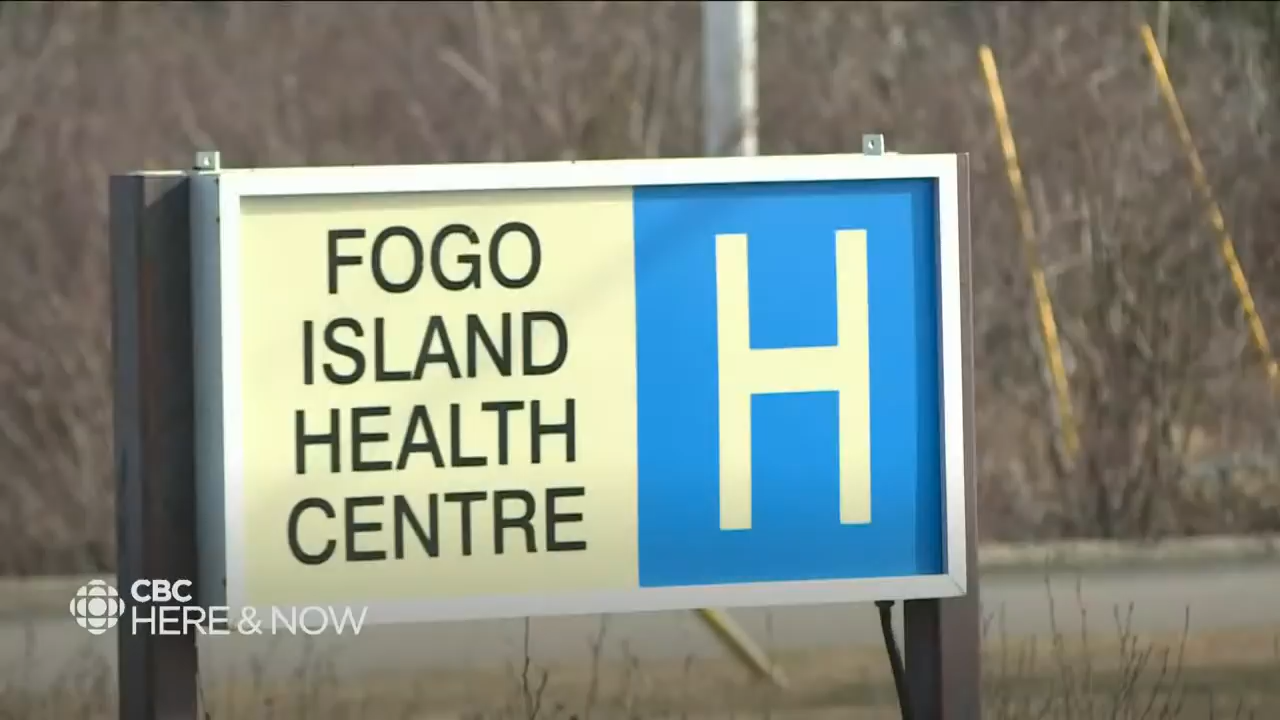 FOGO
ISLAND
HEALTH
CENTRE
H
CBC
HERE & NOW